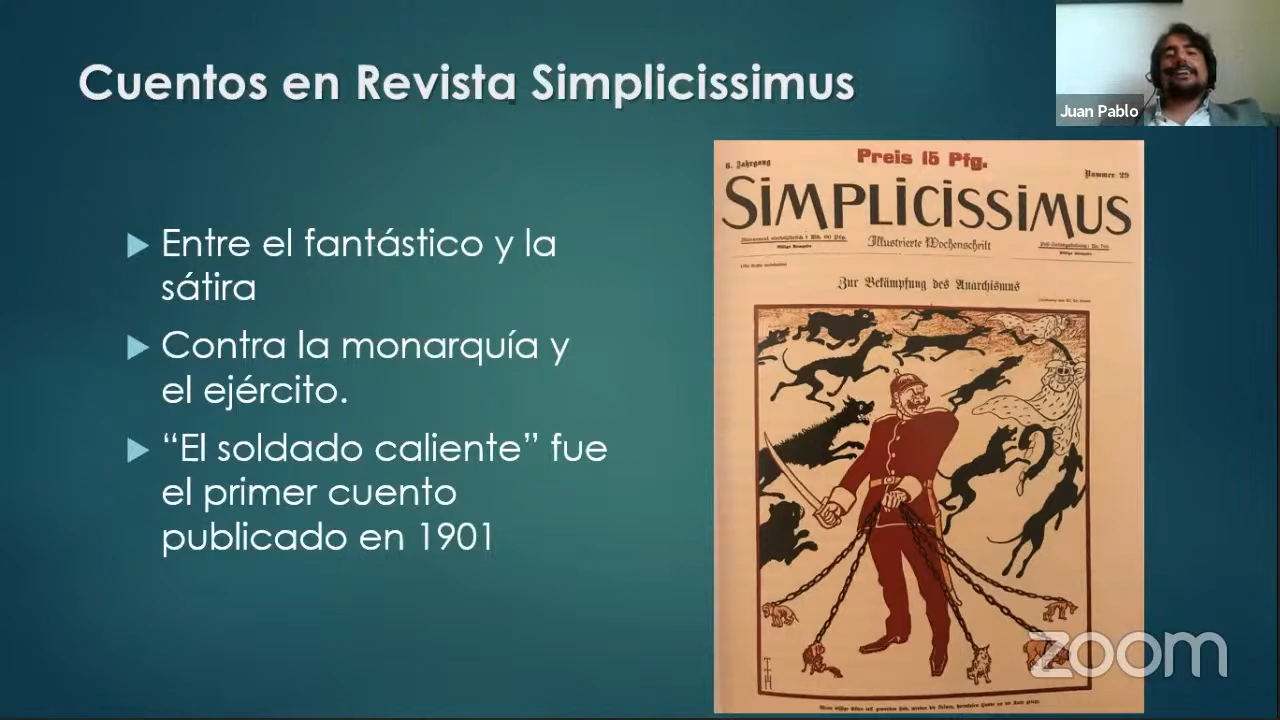 Cuentos en Revista Simplicissimus
Juan Pablo
Entre el fantástico y la
sátira
Contra la monarquía y
el ejército.
“El soldado caliente” fue
el primer cuento
publicado en 1901
Preis 15 Pfg.
6. Jahrgang
Nummer 29
SiMPLiCiSSiMUS
Illustrierte Wochenschrift
Zur Bekämpfung des Anarchismus
zoom